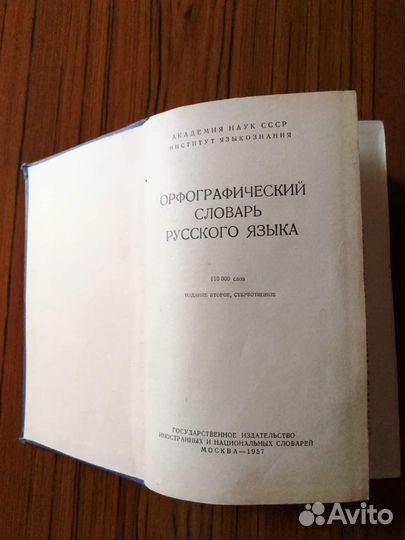 АКАДЕМИЯ НАУК СССР
ИНСТИТУТ ЯЗЫКОЗНАНИЯ
ОРФОГРАФИЧЕСКИЙ
СЛОВАРЬ
РУССКОГО ЯЗЫКА
110 000 слов
ИЗДАНИЕ ВТОРОЕ, СТЕРЕОТИПНОЕ
ГОСУДАРСТВЕННОЕ ИЗДАТЕЛЬСТВО
ИНОСТРАННЫХ И НАЦИОНАЛЬНЫХ СЛОВАРЕЙ
МОСКВА—1957
Avito